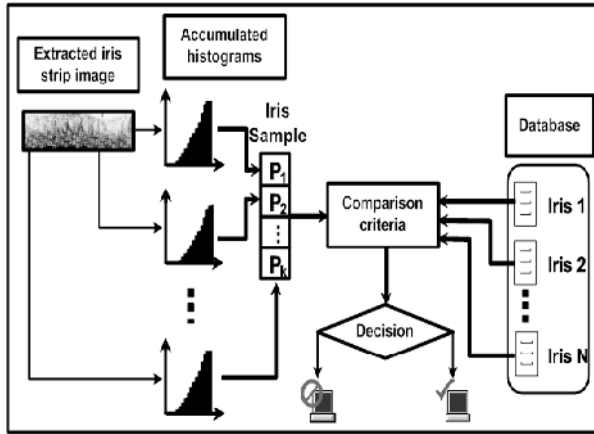 Extracted iris
strip image
Accumulated
histograms
Iris
Sample
P1
P2
Pk
Comparison
criteria
Decision
Database
Iris 1
Iris 2
Iris N